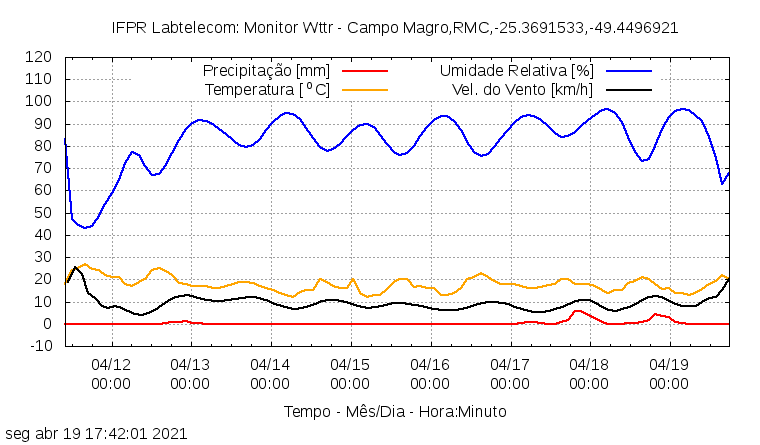 IFPR Labtelecom: Monitor Wttr - Campo Magro,RMC,-25.3691533,-49.4496921
120
110
100
90
80
70
60
50
40
30
20
10
0
-10
Precipitação [mm]
Umidade Relativa [%]
Temperatura [⁰C]
Vel. do Vento [km/h]
04/12 04/13 04/14 04/15 04/16 04/17 04/18 04/19
00:00 00:00 00:00 00:00 00:00 00:00 00:00 00:00
Tempo - Mês/Dia - Hora:Minuto
seg abr 19 17:42:01 2021